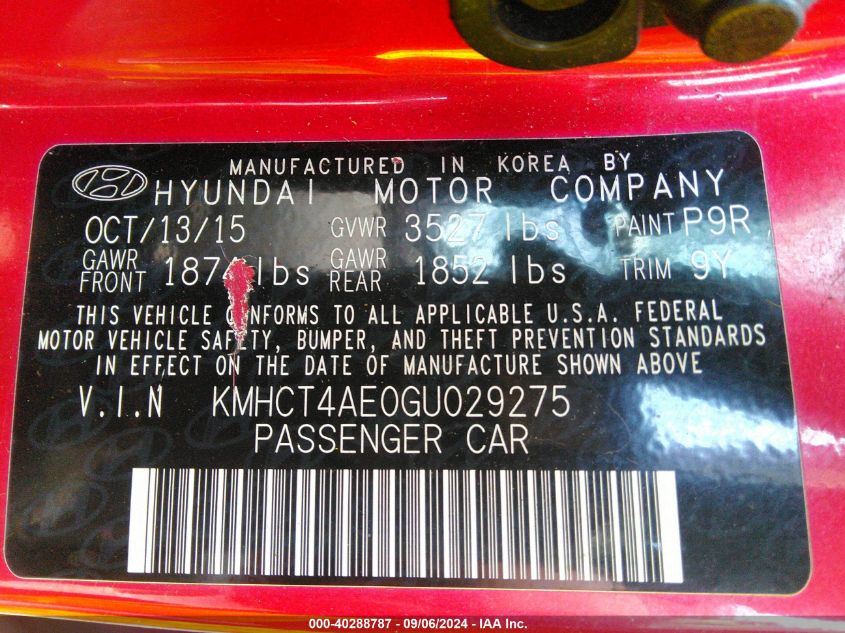 MANUFACTURED IN KOREA BY
HYUNDAI MOTOR COMPANY
OCT/13/15 GVWR 3527 lbs PAINT P9R
GAWR FRONT 1874 lbs GAWR REAR 1852 lbs TRIM 9Y
THIS VEHICLE CONFORMS TO ALL APPLICABLE U.S.A. FEDERAL
MOTOR VEHICLE SAFETY, BUMPER, AND THEFT PREVENTION STANDARDS
IN EFFECT ON THE DATE OF MANUFACTURE SHOWN ABOVE
V.I.N KMHCT4AE0GU029275
PASSENGER CAR
000-40288787 - 09/06/2024 - IAA Inc.